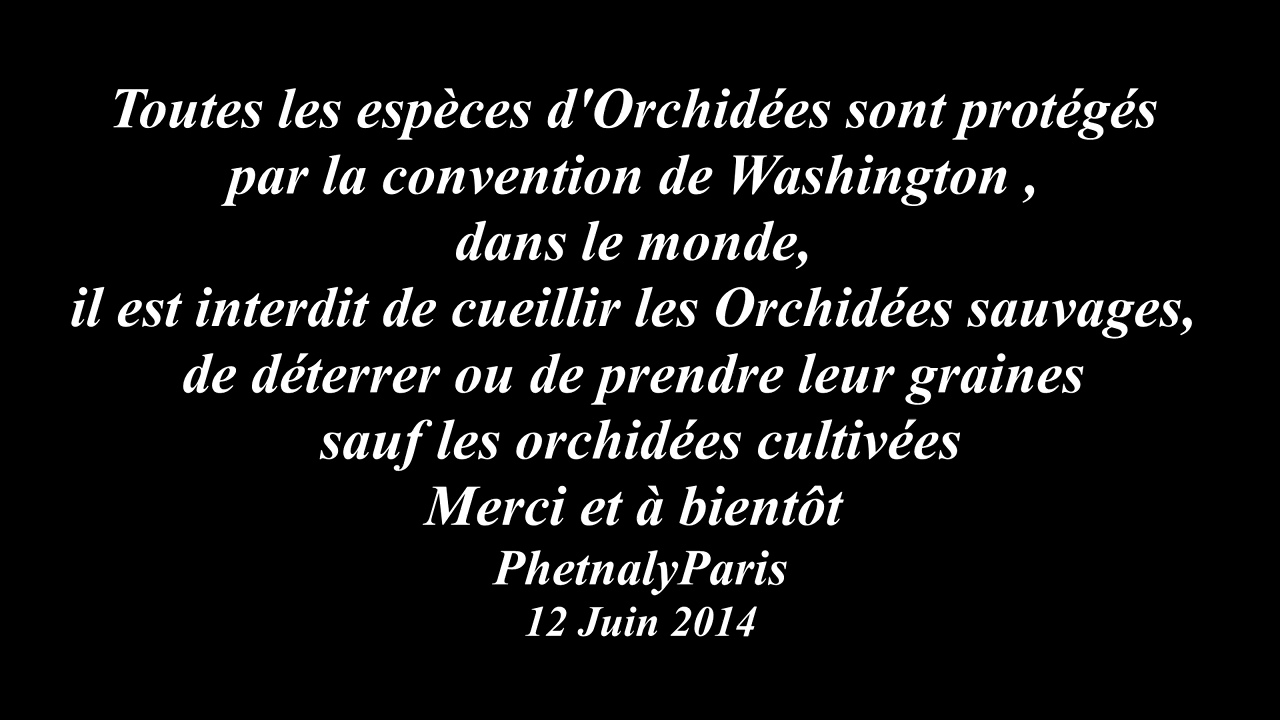 Toutes les espèces d'Orchidées sont protégés
par la convention de Washington ,
dans le monde,
il est interdit de cueillir les Orchidées sauvages,
de déterrer ou de prendre leur graines
sauf les orchidées cultivées
Merci et à bientôt
PhetnalyParis
12 Juin 2014